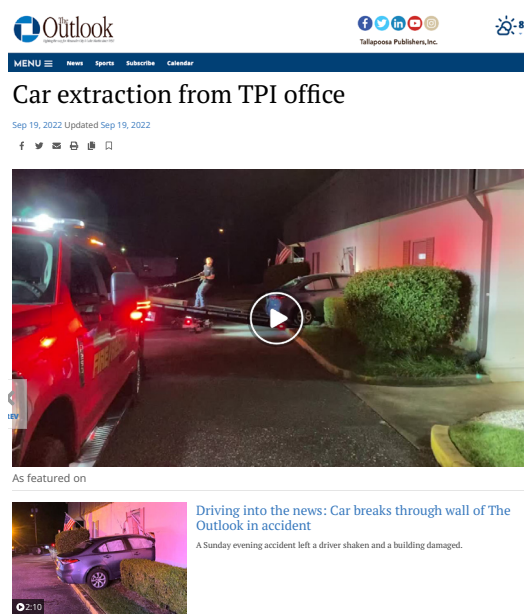 The
Outlook
Tallapoosa Publishers, Inc.
8
MENU News Sports Subscribe Calendar
Car extraction from TPI office
Sep 19, 2022 Updated Sep 19, 2022
REV
As featured on
Driving into the news: Car breaks through wall of The
Outlook in accident
A Sunday evening accident left a driver shaken and a building damaged.
2:10